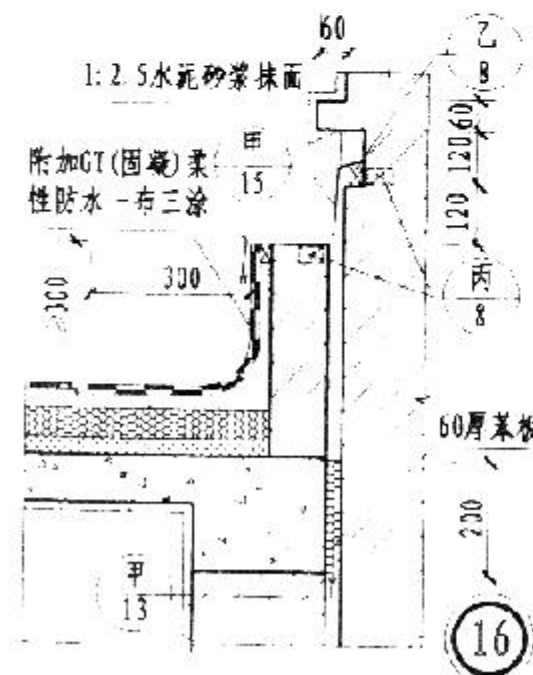 60
乙
8
1:2.5水泥砂浆抹面
60
甲
15
120
附加GT(固凝)柔
性防水一布三涂
120
300
≥300
丙
8
60厚苯板
200
甲
13
16